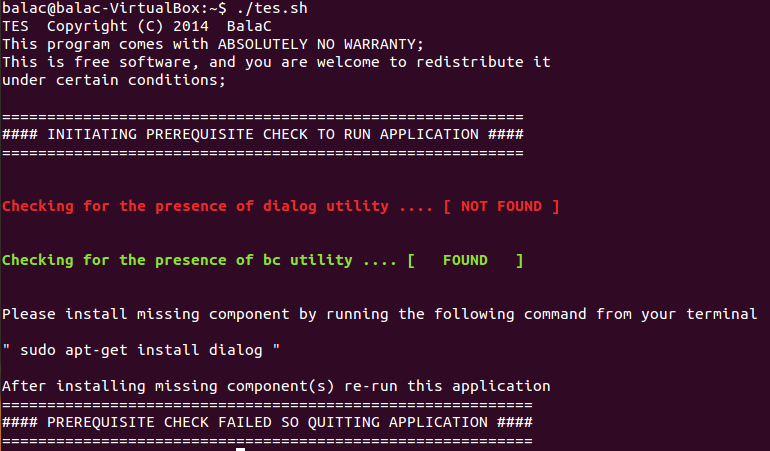 balac@balac-VirtualBox:~$ ./tes.sh
TES  Copyright (C) 2014  BalaC
This program comes with ABSOLUTELY NO WARRANTY;
This is free software, and you are welcome to redistribute it
under certain conditions;
==========================================================
#### INITIATING PREREQUISITE CHECK TO RUN APPLICATION ####
==========================================================
Checking for the presence of dialog utility .... [ NOT FOUND ]
Checking for the presence of bc utility .... [   FOUND   ]
Please install missing component by running the following command from your terminal
" sudo apt-get install dialog "
After installing missing component(s) re-run this application
===========================================================
#### PREREQUISITE CHECK FAILED SO QUITTING APPLICATION ####
===========================================================